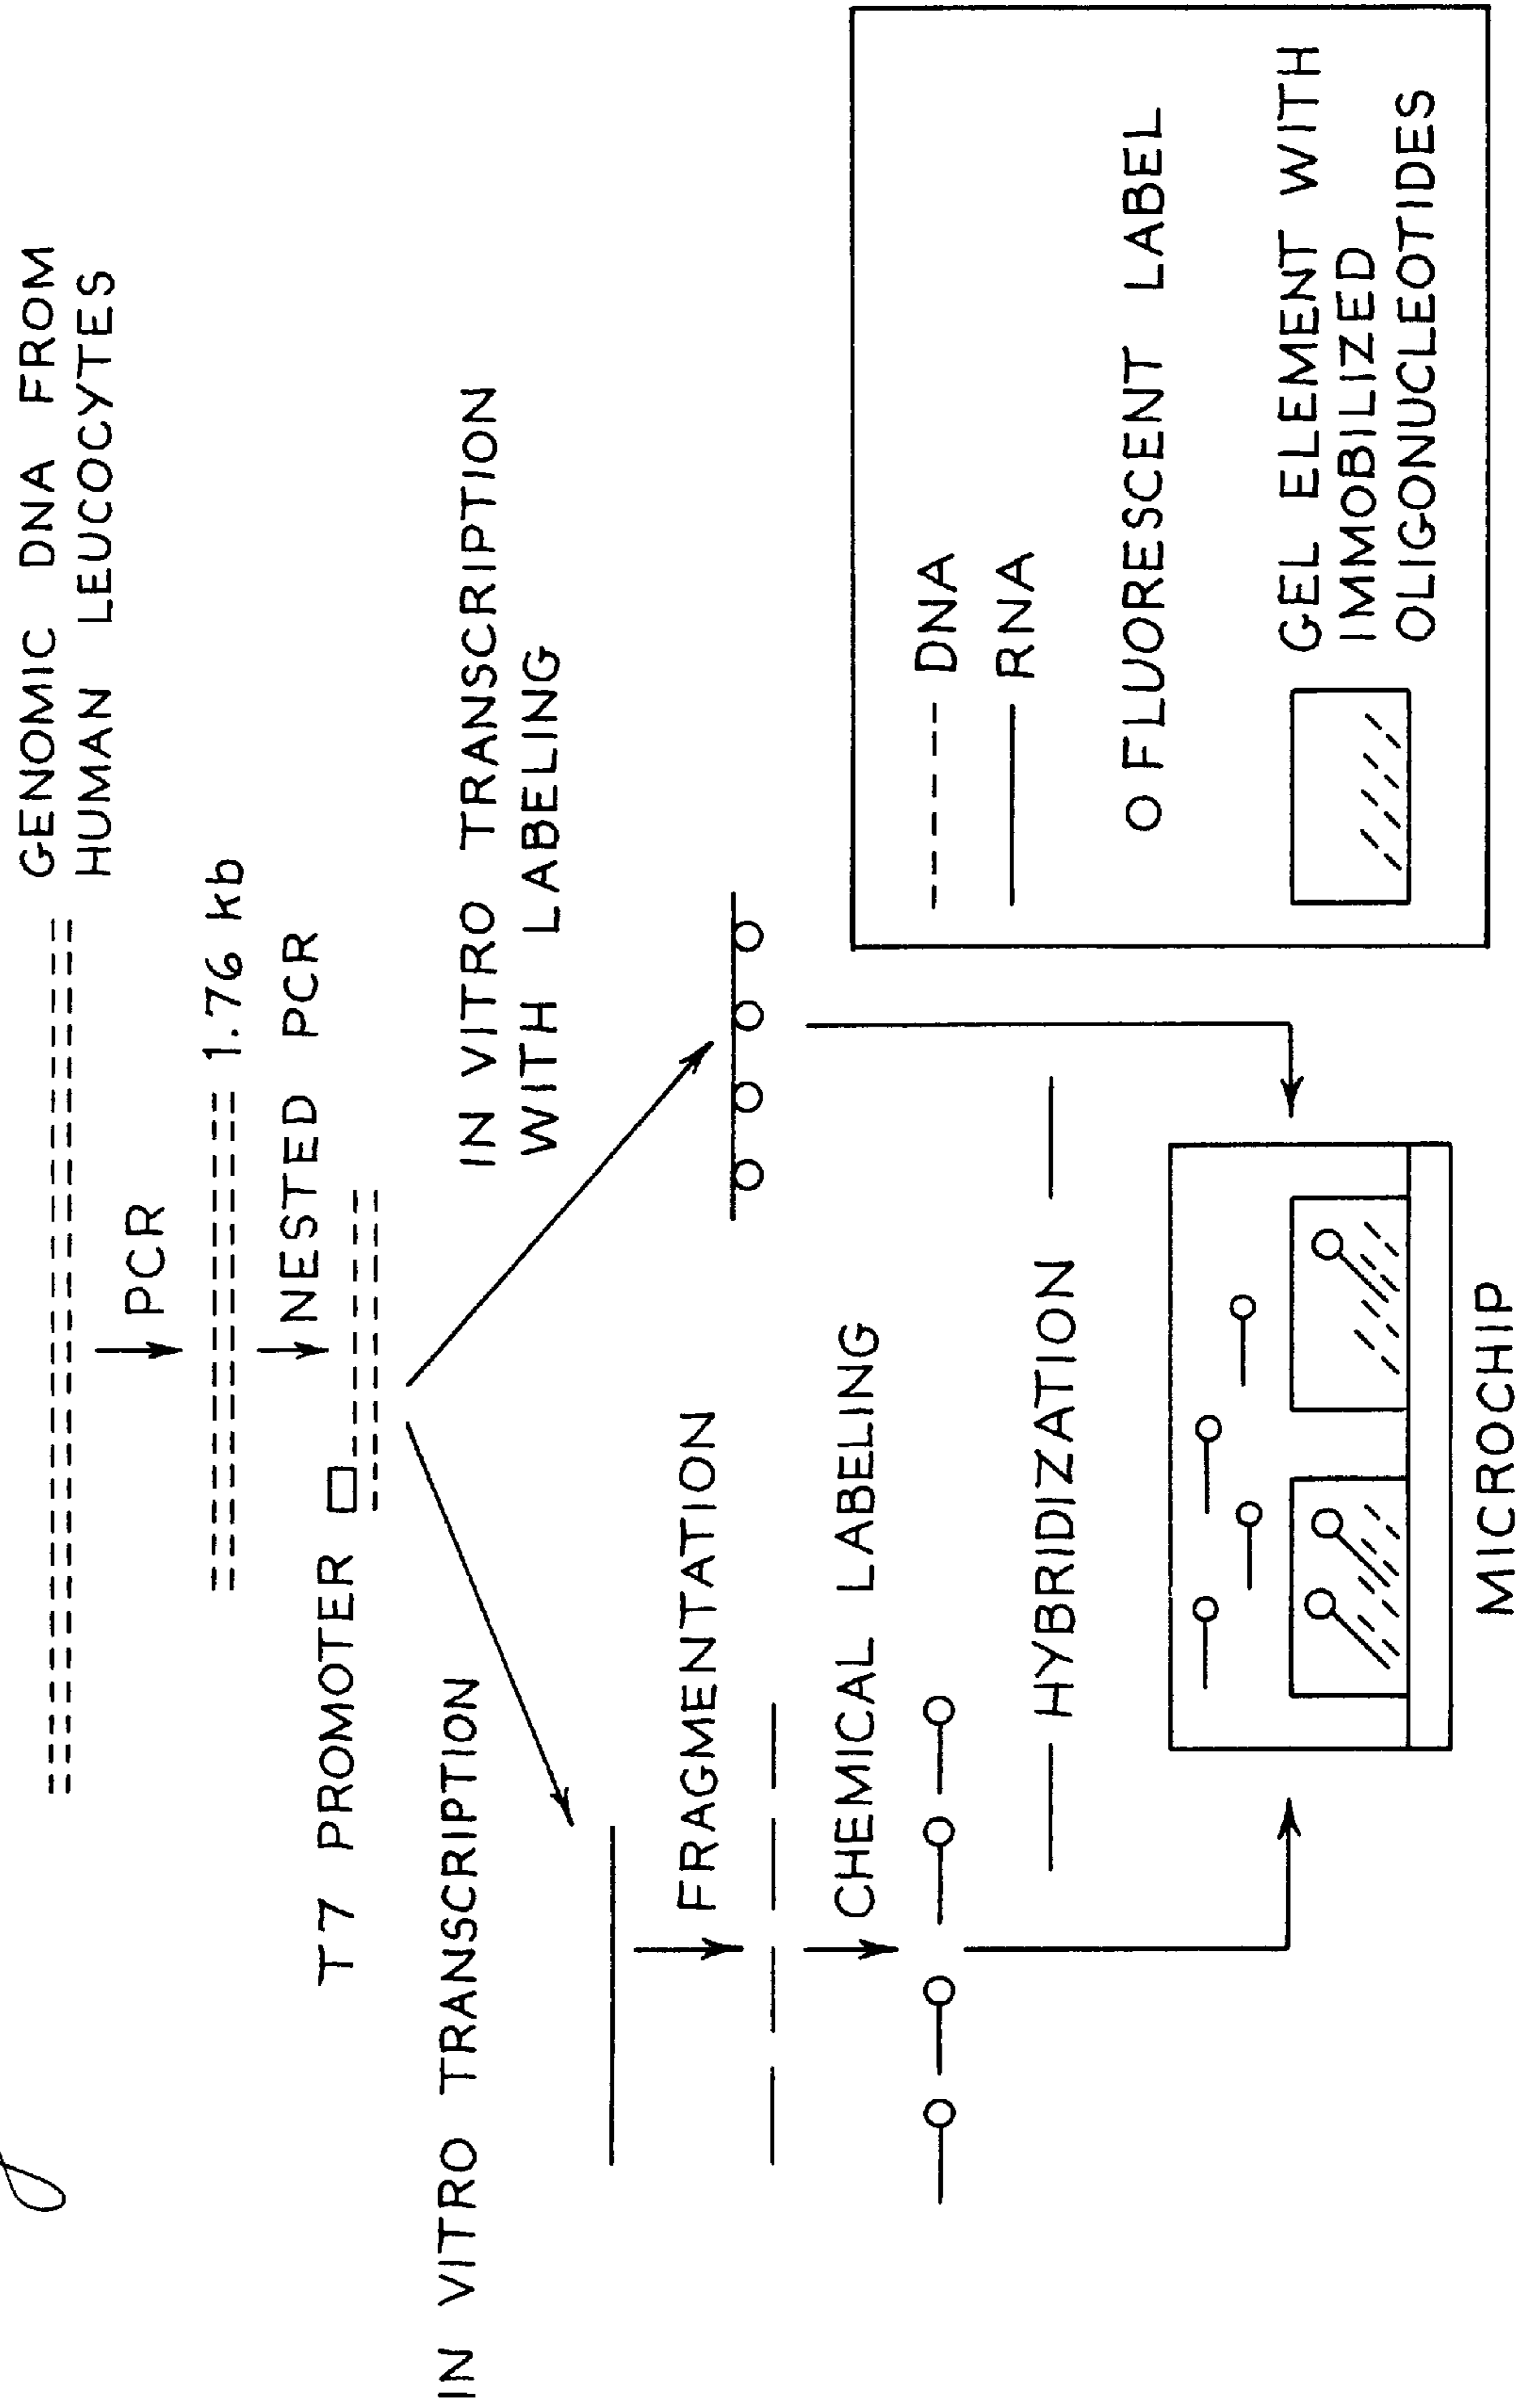 GENOMIC DNA FROM
HUMAN LEUCOCYTES
PCR
1.76 kb
NESTED PCR
T7 PROMOTER
IN VITRO TRANSCRIPTION
IN VITRO TRANSCRIPTION
WITH LABELING
FRAGMENTATION
CHEMICAL LABELING
HYBRIDIZATION
MICROCHIP
DNA
RNA
FLUORESCENT LABEL
GEL ELEMENT WITH
IMMOBILIZED
OLIGONUCLEOTIDES